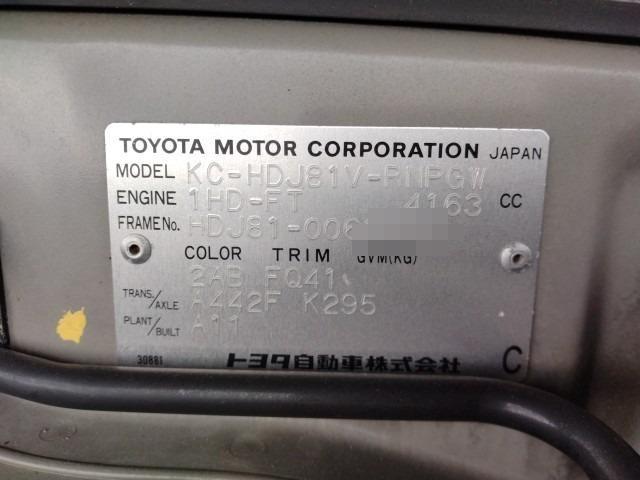 TOYOTA MOTOR CORPORATION JAPAN
MODEL KC-HDJ81V-RNPGW
ENGINE 1HD-FT 4163 CC
FRAME No. HDJ81-006
COLOR TRIM GVM(KG)
2AB FQ41
TRANS./AXLE A442F K295
PLANT/BUILT A11
30881 トヨタ自動車株式会社 C